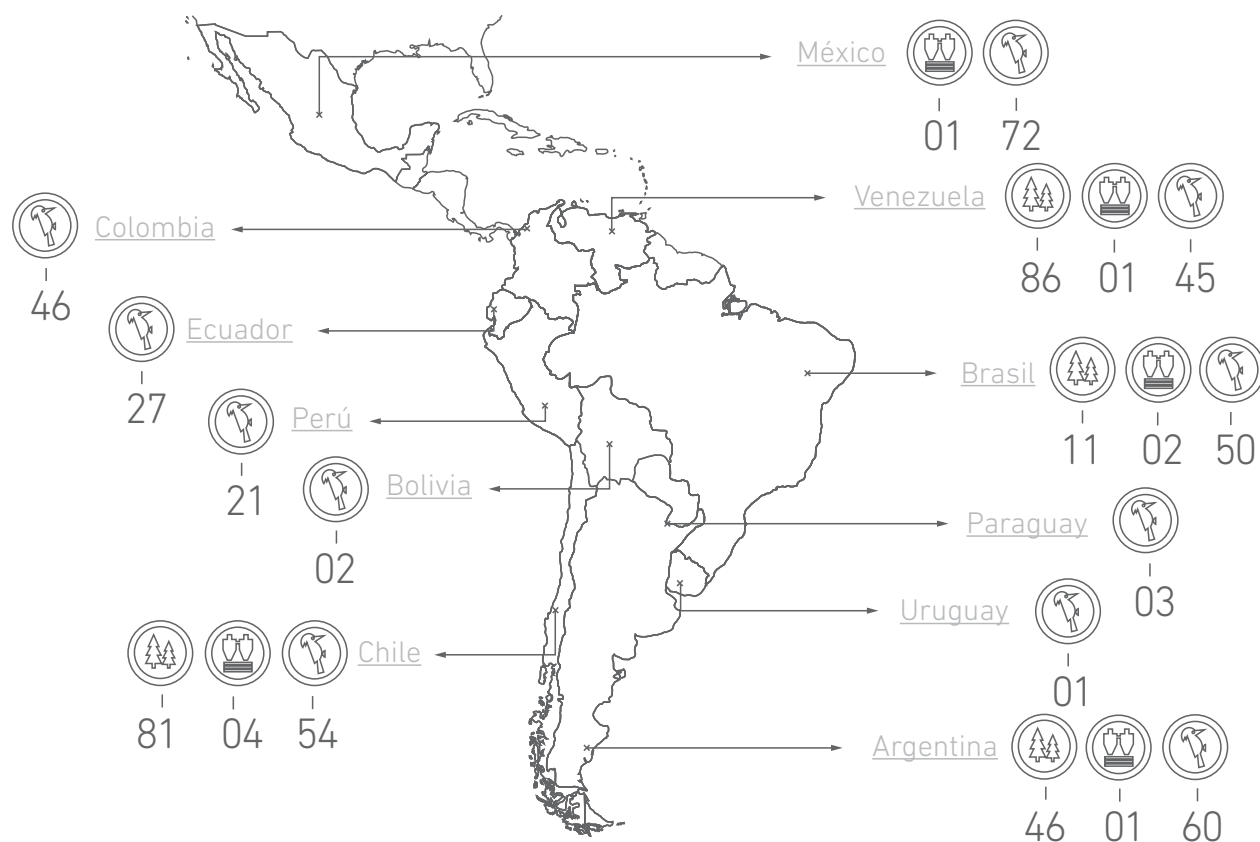 México
01 72
Venezuela
86 01 45
Colombia
46
Ecuador
27
Brasil
11 02 50
Perú
21
Bolivia
02
Paraguay
03
Uruguay
01
Chile
81 04 54
Argentina
46 01 60